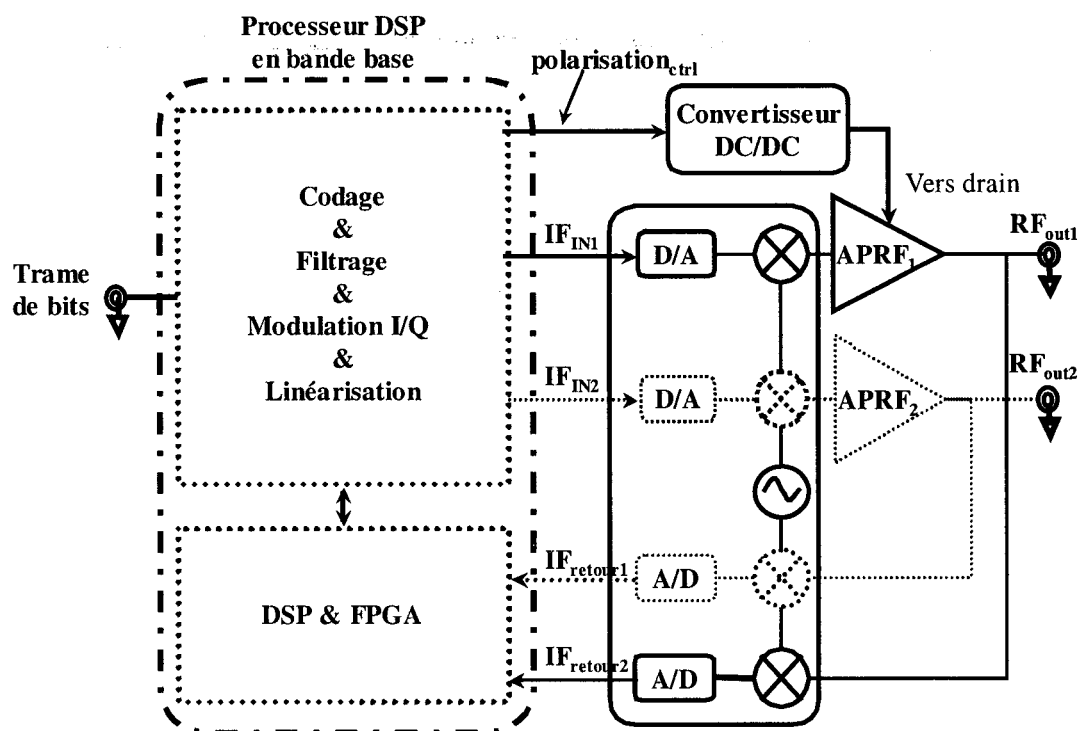 Processeur DSP
en bande base
polarisation_ctrl
Convertisseur
DC/DC
Vers drain
Codage
&
Filtrage
&
Modulation I/Q
&
Linéarisation
Trame
de bits
IF_IN1
D/A
APRF_1
RF_out1
IF_IN2
D/A
APRF_2
RF_out2
DSP & FPGA
IF_retour1
A/D
IF_retour2
A/D